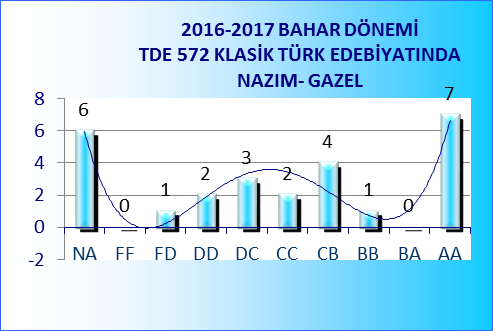 2016-2017 BAHAR DÖNEMİ
TDE 572 KLASİK TÜRK EDEBİYATINDA
NAZIM- GAZEL
8
6
4
2
0
-2
6 0 1 2 3 2 4 1 0 7
NA FF FD DD DC CC CB BB BA AA